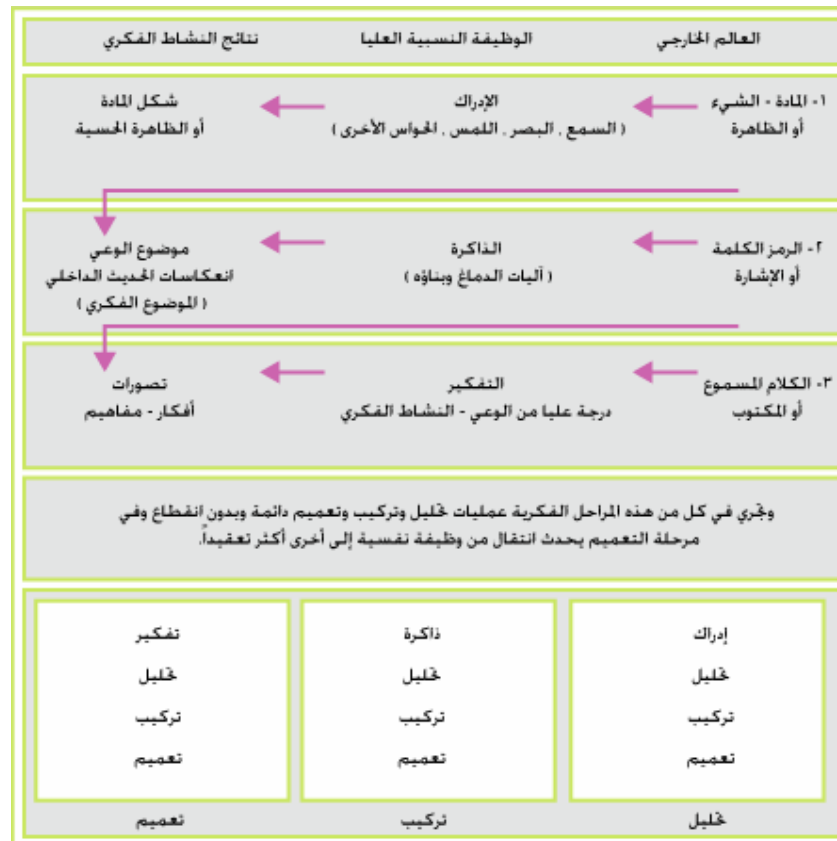 العالم الخارجي الوظيفة النسبية العليا نتائج النشاط الفكري
١- المادة - الشيء الإدراك شكل المادة
أو الظاهرة ( السمع , البصر , اللمس , الحواس الأخرى ) أو الظاهرة الحسية
٢- الرمز الكلمة الذاكرة موضوع الوعي
أو الإشارة ( آليات الدماغ وبناؤه ) انعكاسات الحديث الداخلي
( الموضوع الفكري )
٣- الكلام المسموع التفكير تصورات
أو المكتوب درجة عليا من الوعي - النشاط الفكري أفكار - مفاهيم
وتجري في كل من هذه المراحل الفكرية عمليات تحليل وتركيب وتعميم دائمة وبدون انقطاع وفي
مرحلة التعميم يحدث انتقال من وظيفة نفسية إلى أخرى أكثر تعقيداً.
إدراك ذاكرة تفكير
تحليل تحليل تحليل
تركيب تركيب تركيب
تعميم تعميم تعميم
تحليل تركيب تعميم